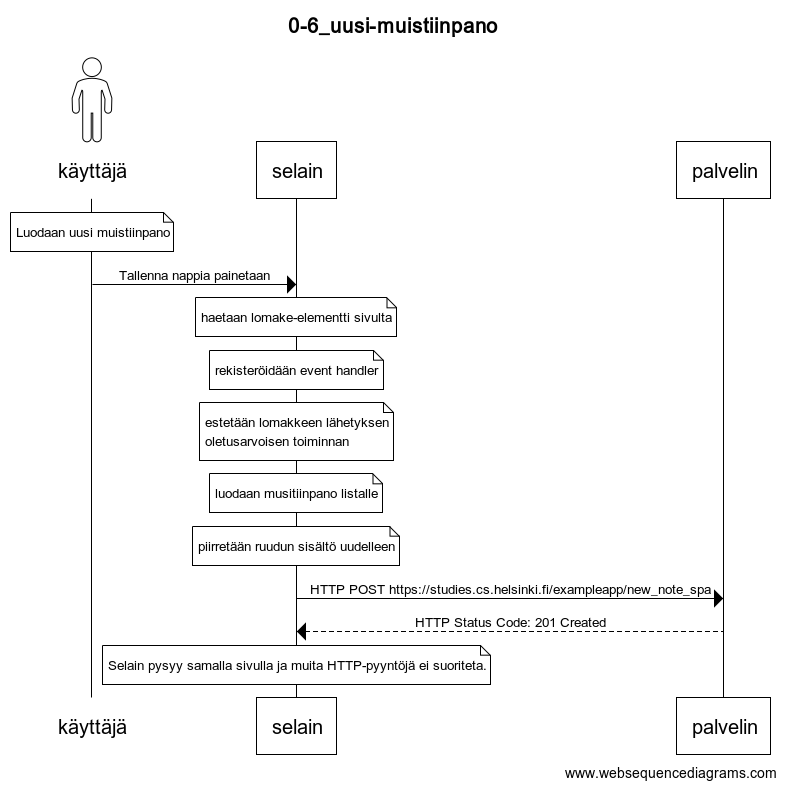 0-6_uusi-muistiinpano
käyttäjä
selain
palvelin
Luodaan uusi muistiinpano
Tallenna nappia painetaan
haetaan lomake-elementti sivulta
rekisteröidään event handler
estetään lomakkeen lähetyksen
oletusarvoisen toiminnan
luodaan musitiinpano listalle
piirretään ruudun sisältö uudelleen
HTTP POST https://studies.cs.helsinki.fi/exampleapp/new_note_spa
HTTP Status Code: 201 Created
Selain pysyy samalla sivulla ja muita HTTP-pyyntöjä ei suoriteta.
käyttäjä
selain
palvelin
www.websequencediagrams.com